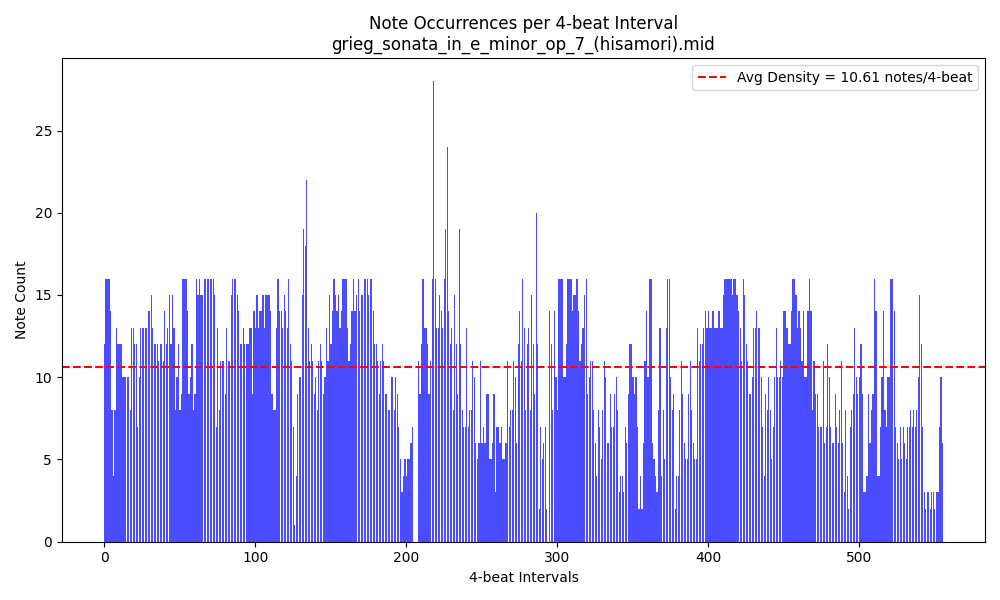 Note Occurrences per 4-beat Interval
grieg_sonata_in_e_minor_op_7_(hisamori).mid
Avg Density = 10.61 notes/4-beat
Note Count
25
20
15
10
5
0
0 100 200 300 400 500
4-beat Intervals